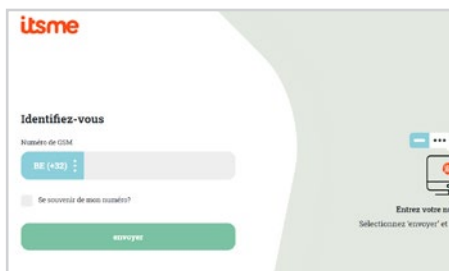 itsme
Identifiez-vous
Numéro de GSM
BE (+32)
Se souvenir de mon numéro?
envoyer
Entrez votre
Sélectionnez 'envoyer' et